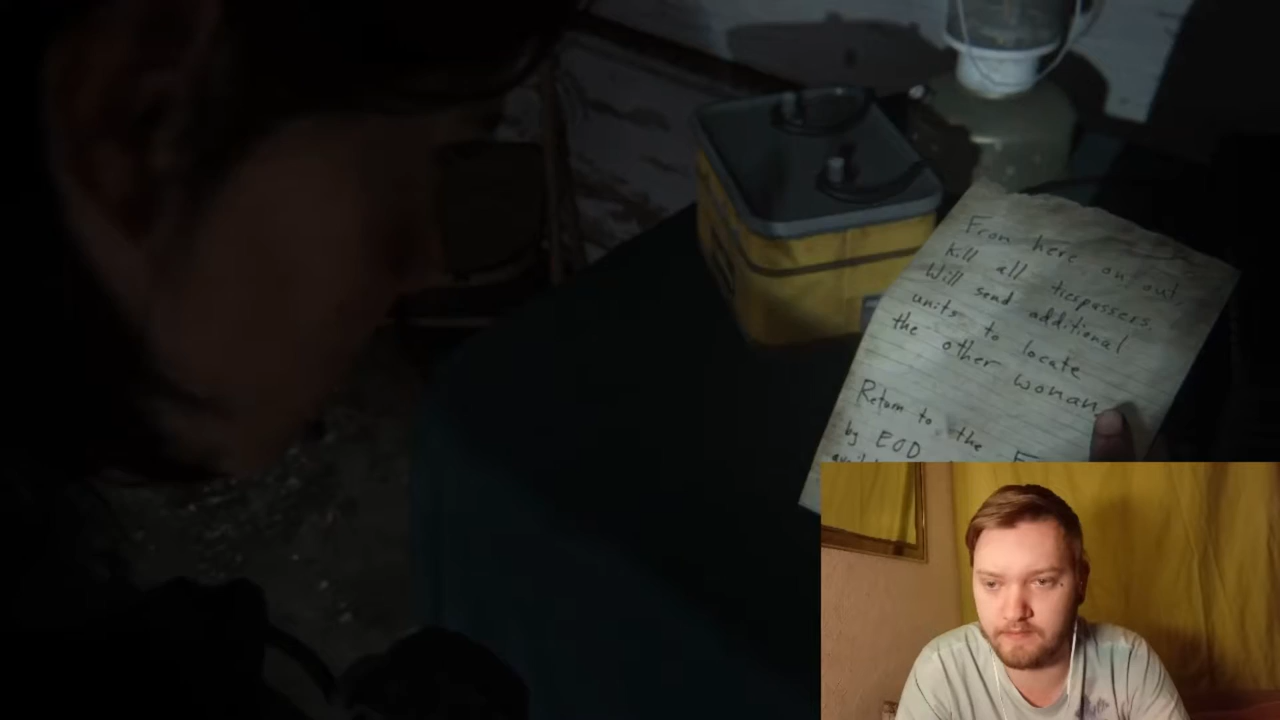 From here on out,
kill all trespassers.
Will send additional
units to locate
the other woman.
Return to the
by EOD